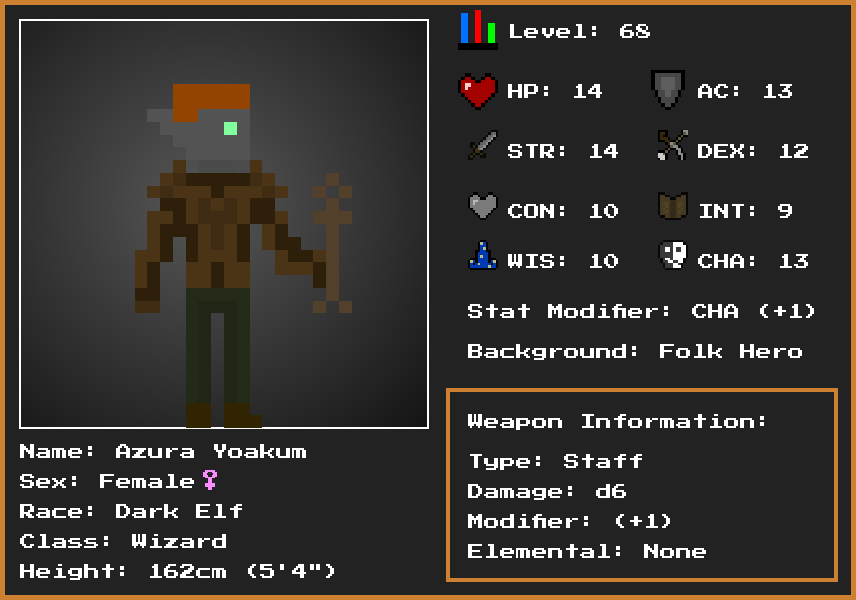 Level: 68
HP: 14
AC: 13
STR: 14
DEX: 12
CON: 10
INT: 9
WIS: 10
CHA: 13
Stat Modifier: CHA (+1)
Background: Folk Hero
Weapon Information:
Type: Staff
Damage: d6
Modifier: (+1)
Elemental: None
Name: Azura Yoakum
Sex: Female♀
Race: Dark Elf
Class: Wizard
Height: 162cm (5'4")